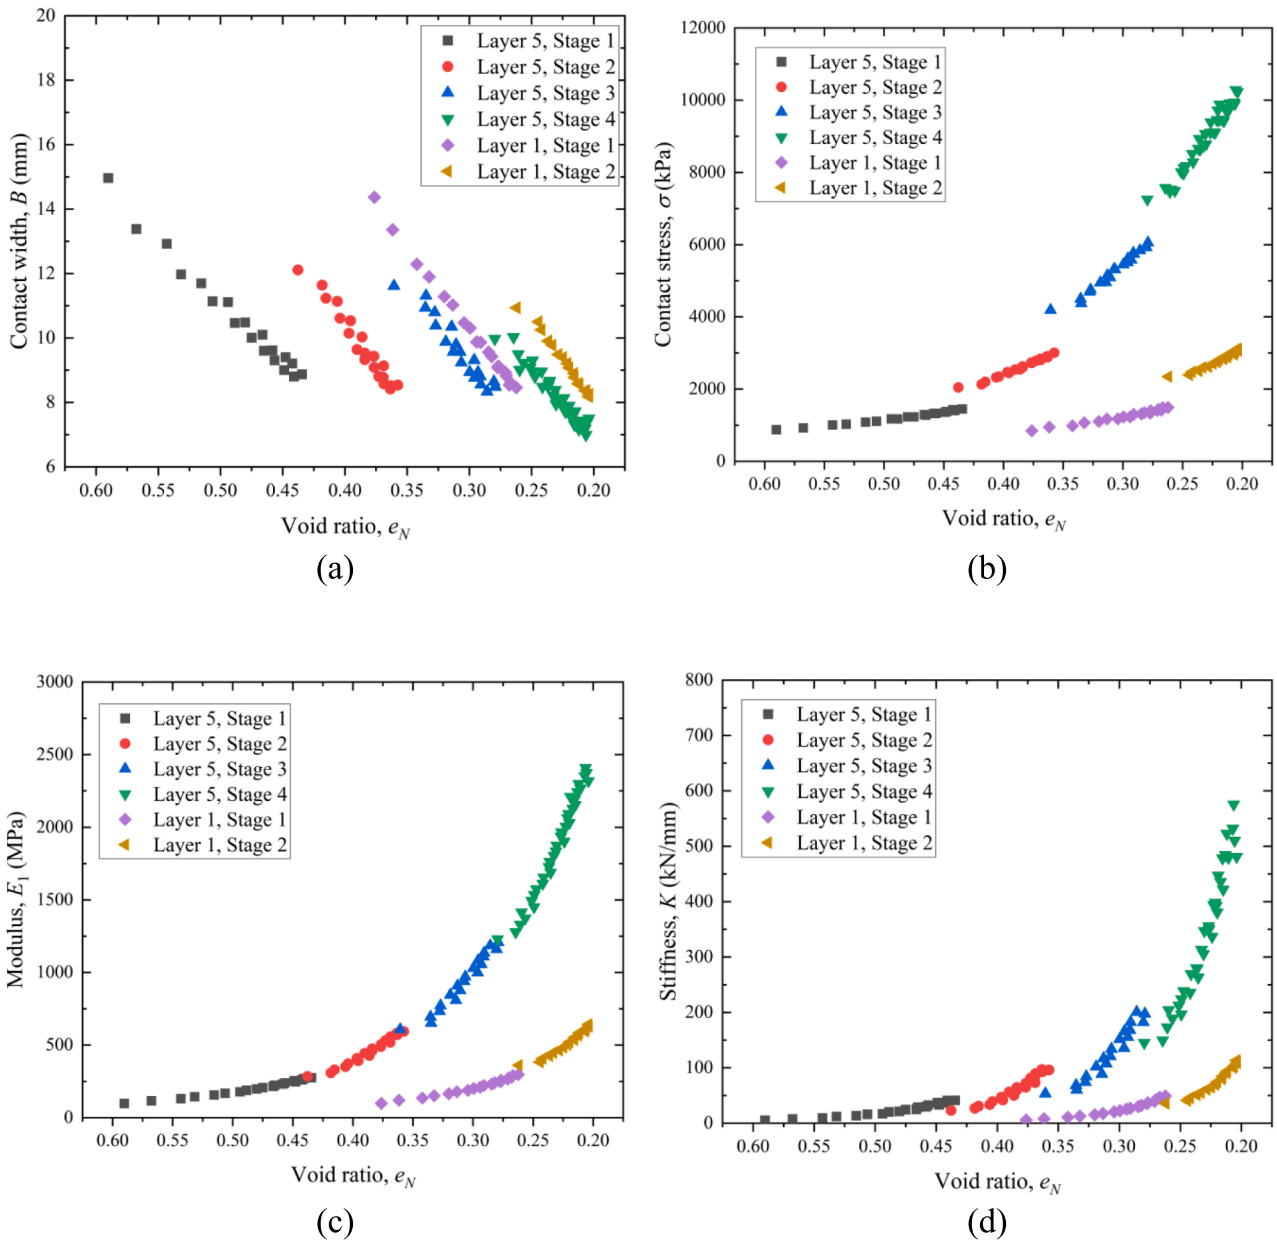 20
18
16
14
12
10
8
6
Contact width, B (mm)
0.60 0.55 0.50 0.45 0.40 0.35 0.30 0.25 0.20
Void ratio, eN
Layer 5, Stage 1
Layer 5, Stage 2
Layer 5, Stage 3
Layer 5, Stage 4
Layer 1, Stage 1
Layer 1, Stage 2
(a)
12000
10000
8000
6000
4000
2000
0
Contact stress, σ (kPa)
0.60 0.55 0.50 0.45 0.40 0.35 0.30 0.25 0.20
Void ratio, eN
Layer 5, Stage 1
Layer 5, Stage 2
Layer 5, Stage 3
Layer 5, Stage 4
Layer 1, Stage 1
Layer 1, Stage 2
(b)
3000
2500
2000
1500
1000
500
0
Modulus, E1 (MPa)
0.60 0.55 0.50 0.45 0.40 0.35 0.30 0.25 0.20
Void ratio, eN
Layer 5, Stage 1
Layer 5, Stage 2
Layer 5, Stage 3
Layer 5, Stage 4
Layer 1, Stage 1
Layer 1, Stage 2
(c)
800
700
600
500
400
300
200
100
0
Stiffness, K (kN/mm)
0.60 0.55 0.50 0.45 0.40 0.35 0.30 0.25 0.20
Void ratio, eN
Layer 5, Stage 1
Layer 5, Stage 2
Layer 5, Stage 3
Layer 5, Stage 4
Layer 1, Stage 1
Layer 1, Stage 2
(d)